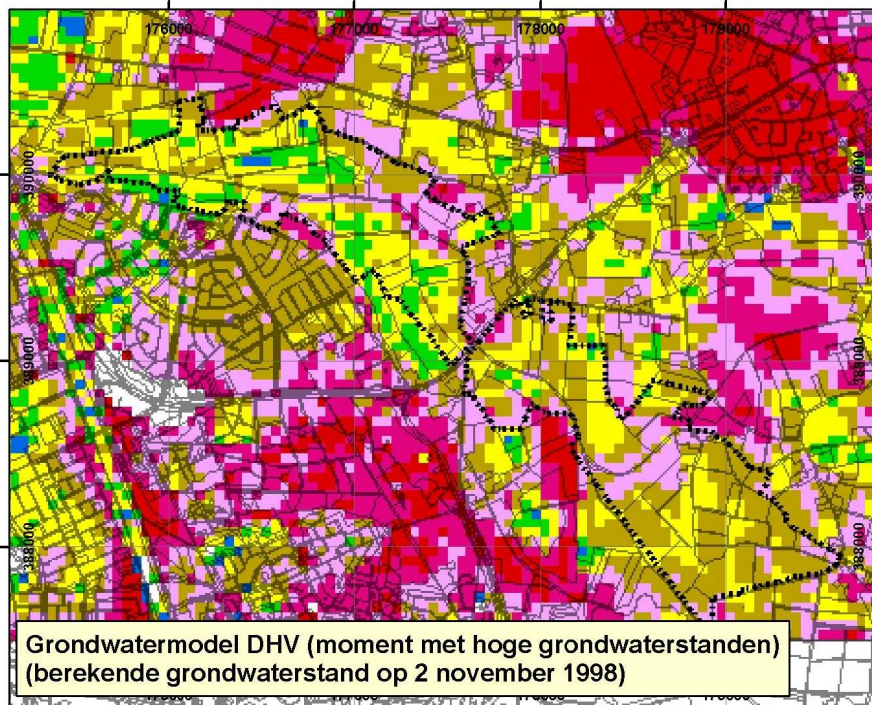 176000 177000 178000 179000
390000 390000
389000 389000
388000 388000
Grondwatermodel DHV (moment met hoge grondwaterstanden)
(berekende grondwaterstand op 2 november 1998)